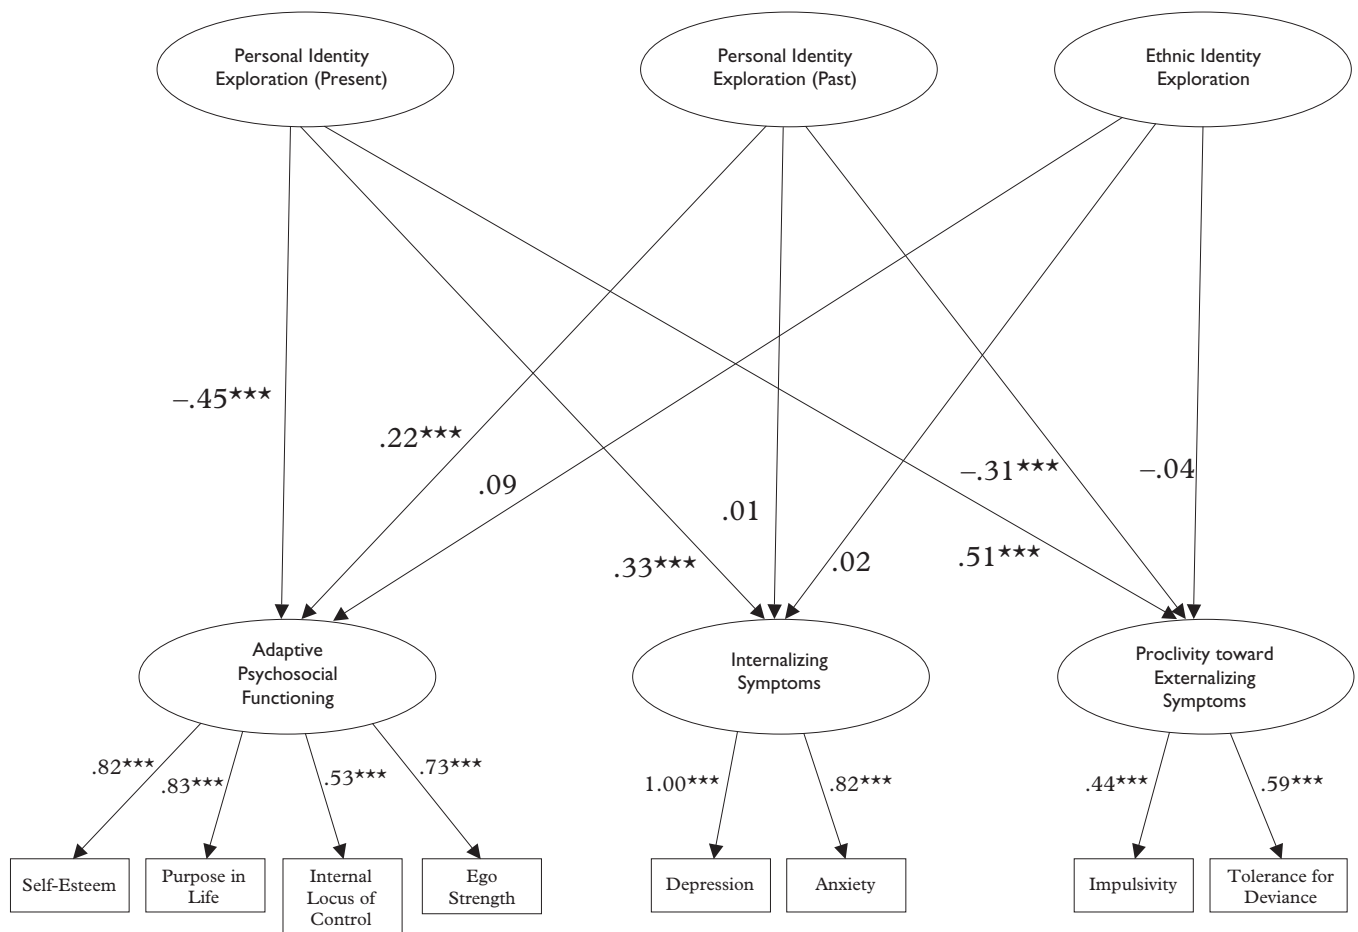 Personal Identity
Exploration (Present)
Personal Identity
Exploration (Past)
Ethnic Identity
Exploration
–.45***
.22***
.09
.33***
.01
.02
–.31***
.51***
–.04
Adaptive
Psychosocial
Functioning
Internalizing
Symptoms
Proclivity toward
Externalizing
Symptoms
.82***
.83***
.53***
.73***
1.00***
.82***
.44***
.59***
Self-Esteem
Purpose in
Life
Internal
Locus of
Control
Ego
Strength
Depression
Anxiety
Impulsivity
Tolerance for
Deviance